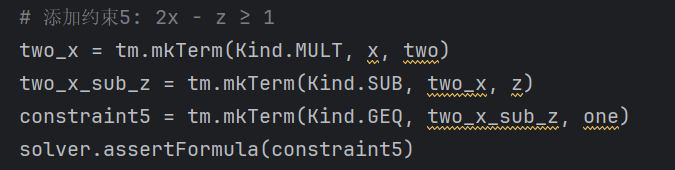 # 添加约束5: 2x - z ≥ 1
two_x = tm.mkTerm(Kind.MULT, x, two)
two_x_sub_z = tm.mkTerm(Kind.SUB, two_x, z)
constraint5 = tm.mkTerm(Kind.GEQ, two_x_sub_z, one)
solver.assertFormula(constraint5)